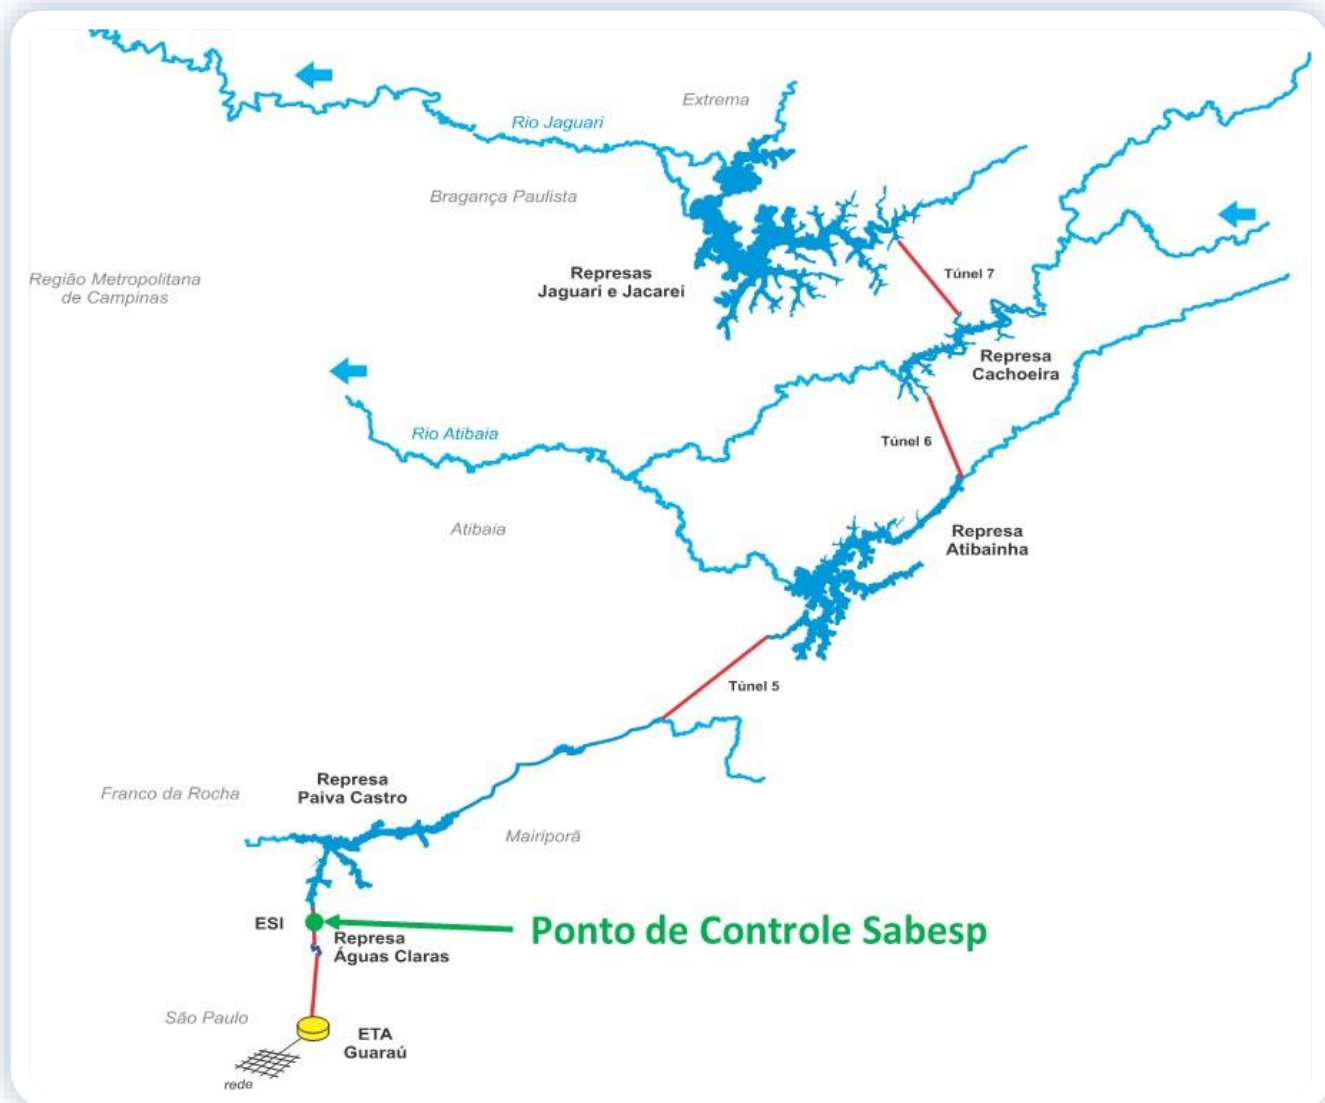 Extrema
Rio Jaguari
Bragança Paulista
Represas
Jaguari e Jacarei
Túnel 7
Região Metropolitana
de Campinas
Represa
Cachoeira
Rio Atibaia
Túnel 6
Atibaia
Represa
Atibainha
Túnel 5
Represa
Paiva Castro
Franco da Rocha
Mairiporã
ESI
Ponto de Controle Sabesp
Represa
Águas Claras
São Paulo
ETA
Guaraú
rede